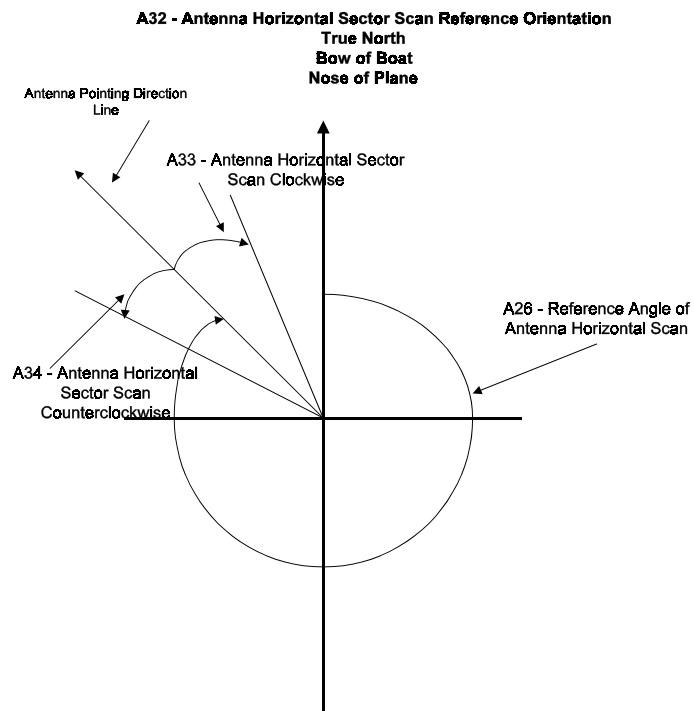 A32 - Antenna Horizontal Sector Scan Reference Orientation
True North
Bow of Boat
Nose of Plane
Antenna Pointing Direction
Line
A33 - Antenna Horizontal Sector
Scan Clockwise
A26 - Reference Angle of
Antenna Horizontal Scan
A34 - Antenna Horizontal
Sector Scan
Counterclockwise